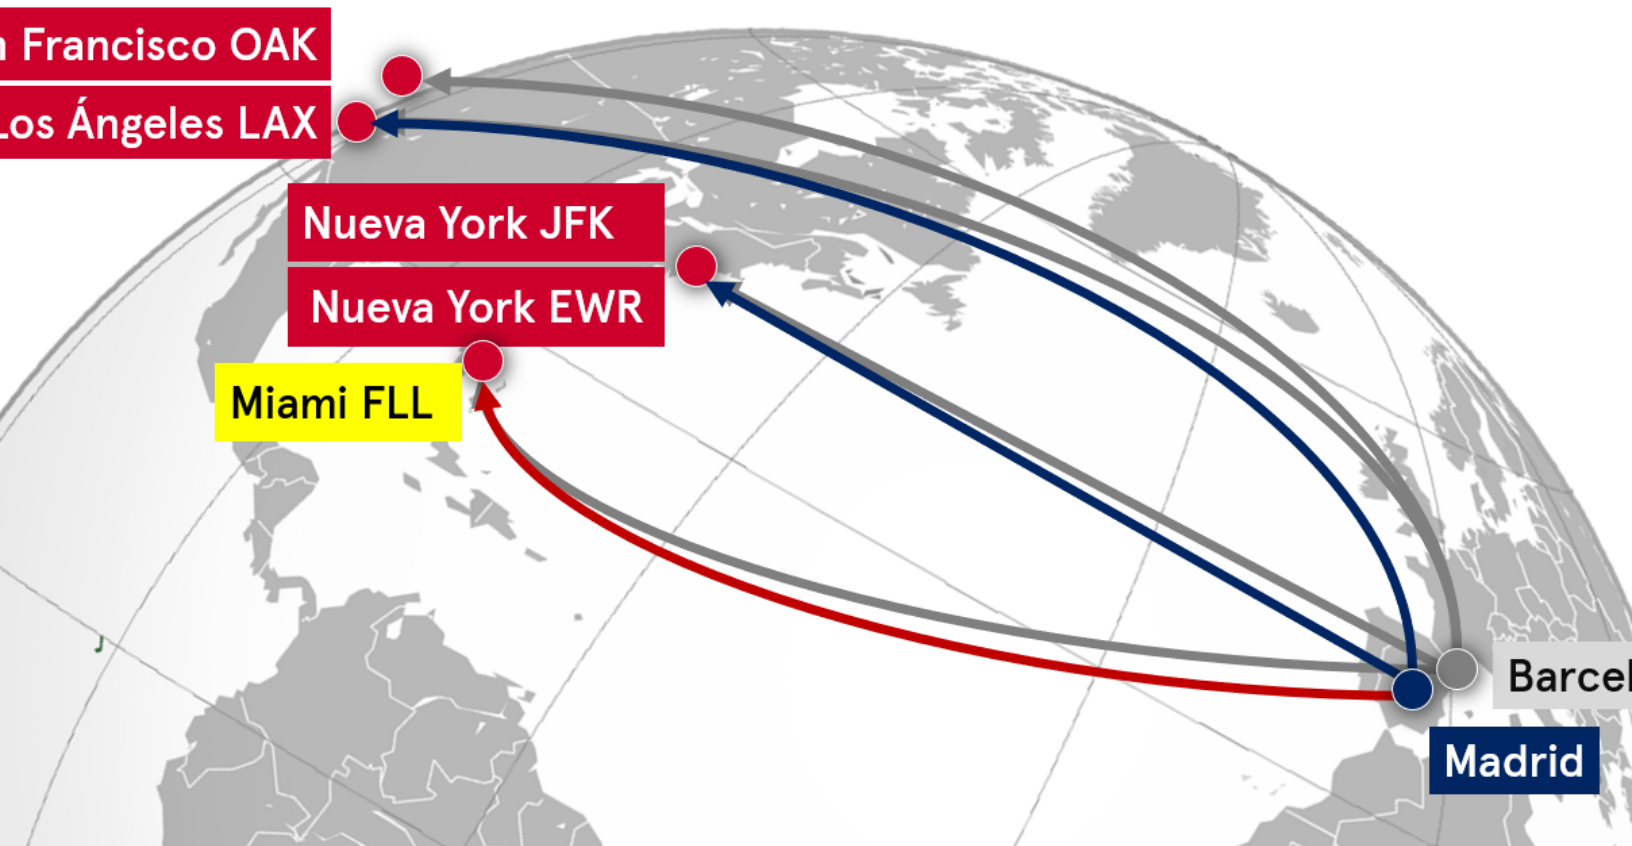 Francisco OAK
Los Ángeles LAX
Nueva York JFK
Nueva York EWR
Miami FLL
Barcel
Madrid